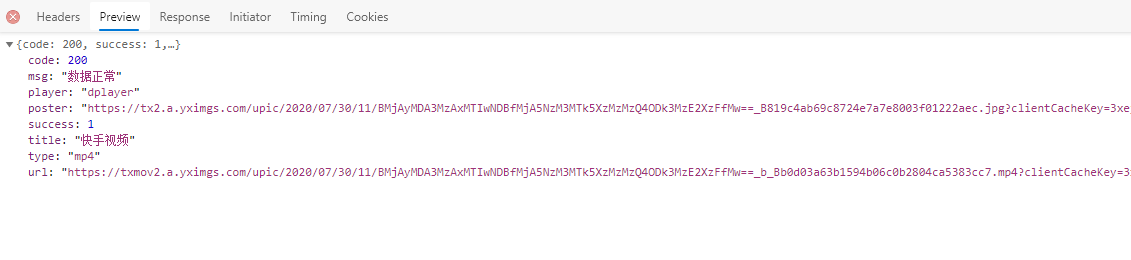 Headers Preview Response Initiator Timing Cookies
{code: 200, success: 1,…}
code: 200
msg: "数据正常"
player: "dplayer"
poster: "https://tx2.a.yximgs.com/upic/2020/07/30/11/BMjAyMDA3MzAxMTIwNDBfMjA5NzM3MTk5XzMzMzQ4ODk3MzE2XzFfMw==_B819c4ab69c8724e7a7e8003f01222aec.jpg?clientCacheKey=3xe
success: 1
title: "快手视频"
type: "mp4"
url: "https://txmov2.a.yximgs.com/upic/2020/07/30/11/BMjAyMDA3MzAxMTIwNDBfMjA5NzM3MTk5XzMzMzQ4ODk3MzE2XzFfMw==_b_Bb0d03a63b1594b06c0b2804ca5383cc7.mp4?clientCacheKey=3